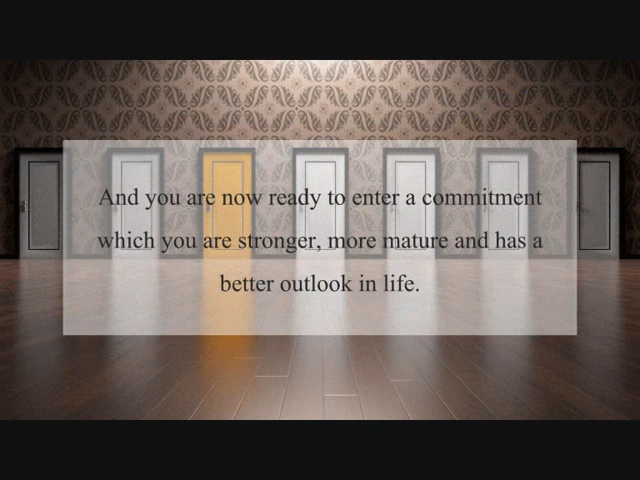 And you are now ready to enter a commitment
which you are stronger, more mature and has a
better outlook in life.